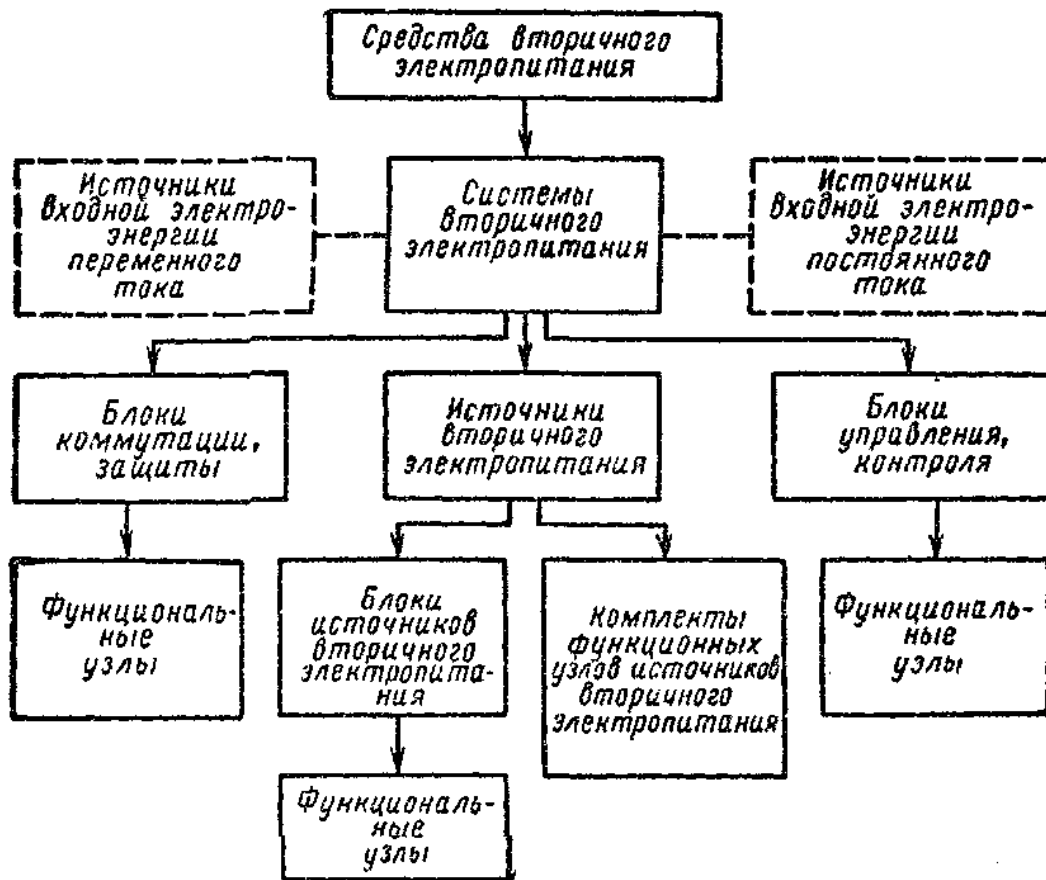 Средства вторичного
электропитания
Источники
входной электро-
энергии
переменного
тока
Системы
вторичного
электропитания
Источники
входной электро-
энергии
постоянного
тока
Блоки
коммутации,
защиты
Источники
вторичного
электропитания
Блоки
управления,
контроля
Функциональ-
ные
узлы
Блоки
источников
вторичного
электропита-
ния
Комплекты
функционных
узлов источников
вторичного
электропитания
Функциональ-
ные
узлы
Функциональ-
ные
узлы